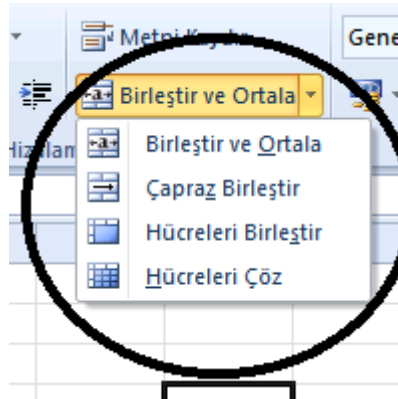 Metni Kaydır
Gene
Birleştir ve Ortala
Birleştir ve Ortala
Çapraz Birleştir
Hücreleri Birleştir
Hücreleri Çöz